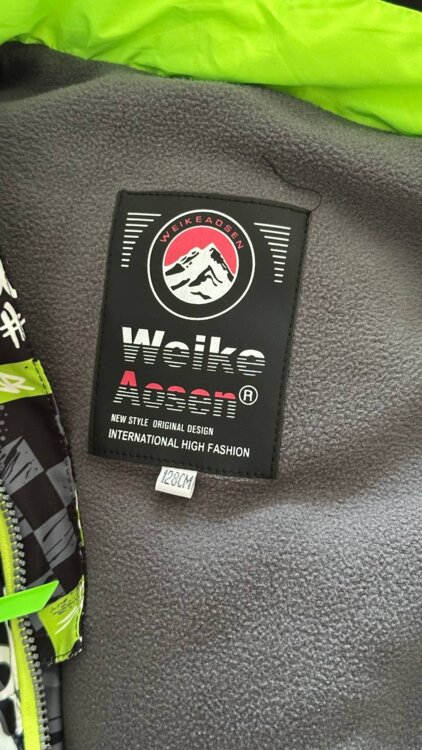 WEIKEAOSEN
Weike
Aosen®
NEW STYLE ORIGINAL DESIGN
INTERNATIONAL HIGH FASHION
128CM
#